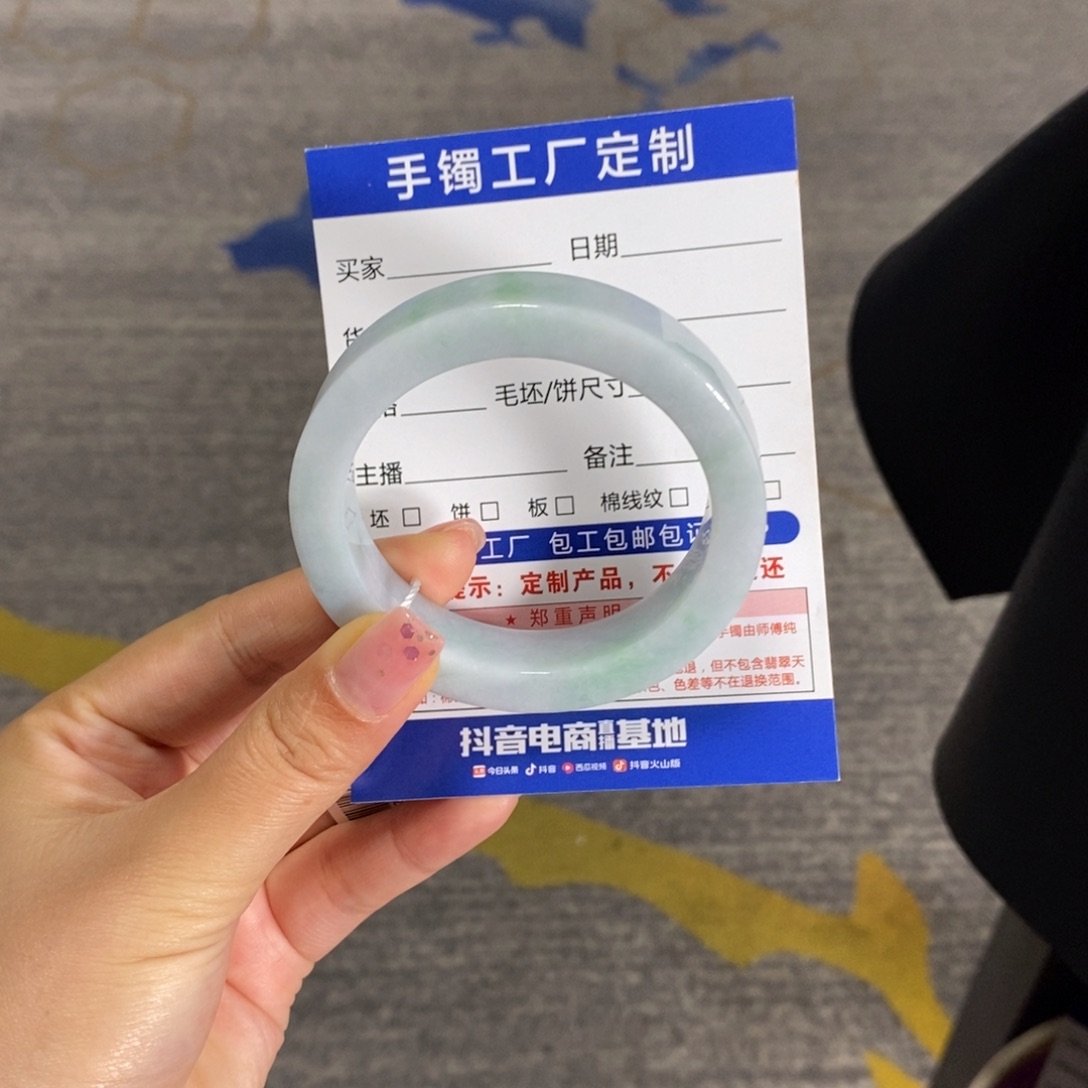 手镯工厂定制
买家 日期
毛坯/饼尺寸
主播 备注
坯 饼 板 棉线纹
工厂 包工包邮包
提示：定制产品，不 还
★ 郑重声明
手镯由师傅纯
退，但不包含翡翠天
色、色差等不在退换范围。
抖音电商直播基地
今日头条 抖音 西瓜视频 抖音火山版